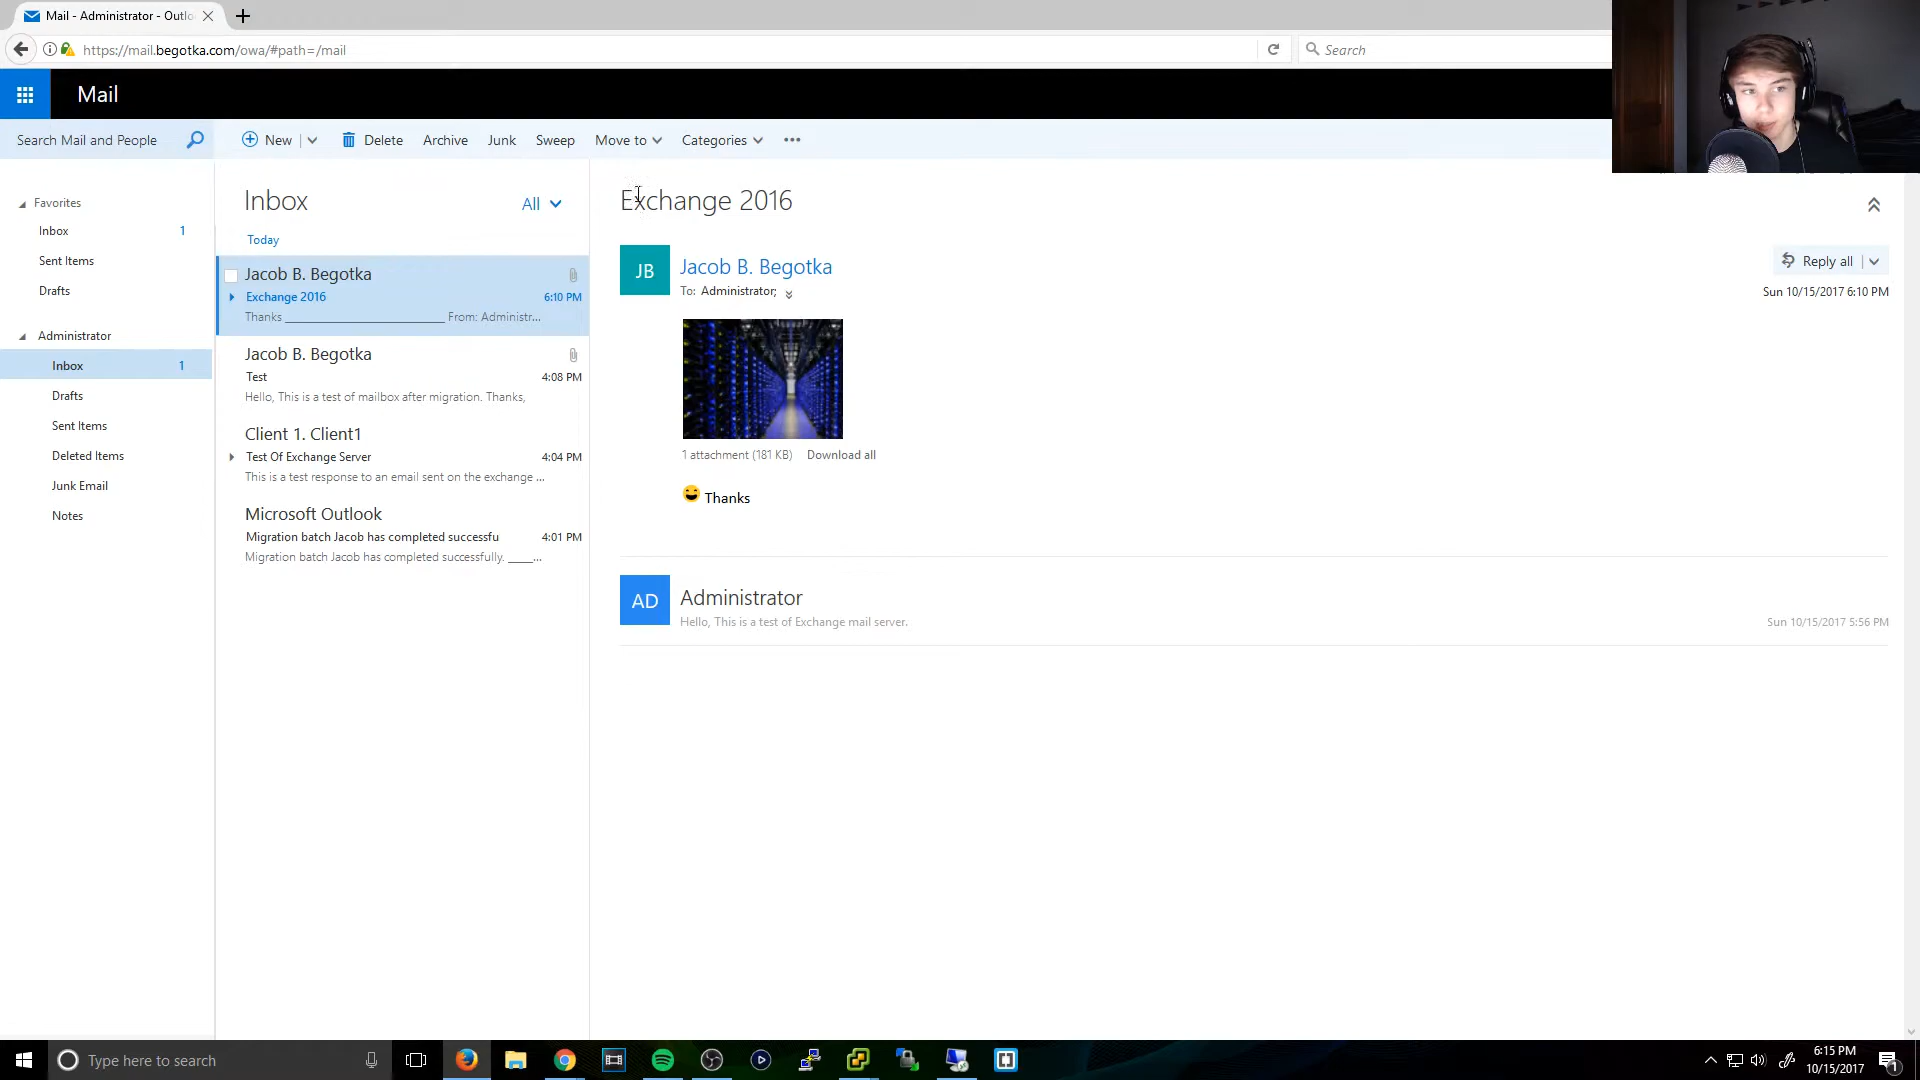 Mail - Administrator - Outlo
https://mail.begotka.com/owa/#path=/mail
Search
Mail
Search Mail and People
New
Delete
Archive
Junk
Sweep
Move to
Categories
Favorites
Inbox 1
Sent Items
Drafts
Administrator
Inbox 1
Drafts
Sent Items
Deleted Items
Junk Email
Notes
Inbox
All
Today
Jacob B. Begotka
Exchange 2016 6:10 PM
Thanks ________________________ From: Administr...
Jacob B. Begotka
Test 4:08 PM
Hello, This is a test of mailbox after migration. Thanks,
Client 1. Client1
Test Of Exchange Server 4:04 PM
This is a test response to an email sent on the exchange ...
Microsoft Outlook
Migration batch Jacob has completed successfu 4:01 PM
Migration batch Jacob has completed successfully. ____...
Exchange 2016
JB
Jacob B. Begotka
To: Administrator;
Reply all
Sun 10/15/2017 6:10 PM
1 attachment (181 KB) Download all
Thanks
AD
Administrator
Hello, This is a test of Exchange mail server.
Sun 10/15/2017 5:56 PM
Type here to search
6:15 PM
10/15/2017
1